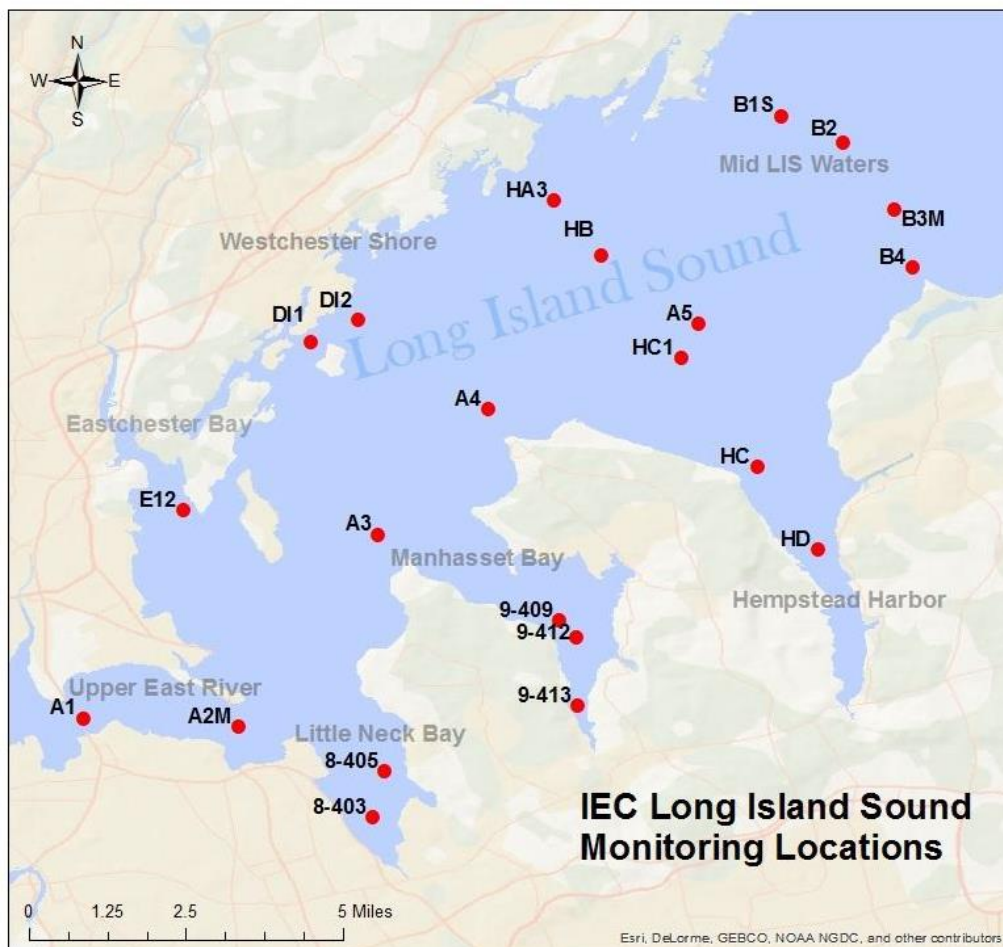 N
W E
S
B1S
B2
Mid LIS Waters
HA3
B3M
HB
Westchester Shore
B4
Long Island Sound
DI2
A5
DI1
HC1
A4
Eastchester Bay
HC
E12
A3
HD
Manhasset Bay
Hempstead Harbor
9-409
9-412
Upper East River
9-413
A1
A2M
Little Neck Bay
8-405
8-403
IEC Long Island Sound
Monitoring Locations
0 1.25 2.5 5 Miles
Esri, DeLorme, GEBCO, NOAA NGDC, and other contributors